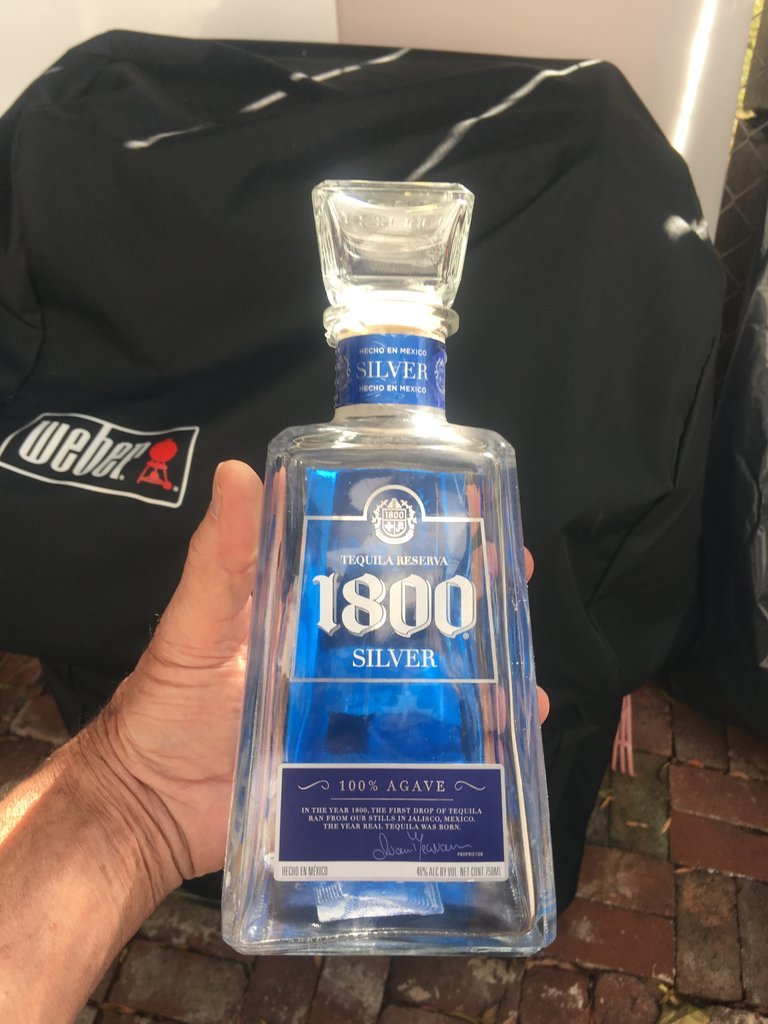 HECHO EN MEXICO
SILVER
HECHO EN MEXICO
weber
1800
TEQUILA RESERVA
1800
SILVER
100% AGAVE
IN THE YEAR 1800, THE FIRST DROP OF TEQUILA
RAN FROM OUR STILLS IN JALISCO, MEXICO.
THE YEAR REAL TEQUILA WAS BORN.
PROPRIETOR
HECHO EN MÉXICO
40% ALC BY VOL NET CONT 750ML